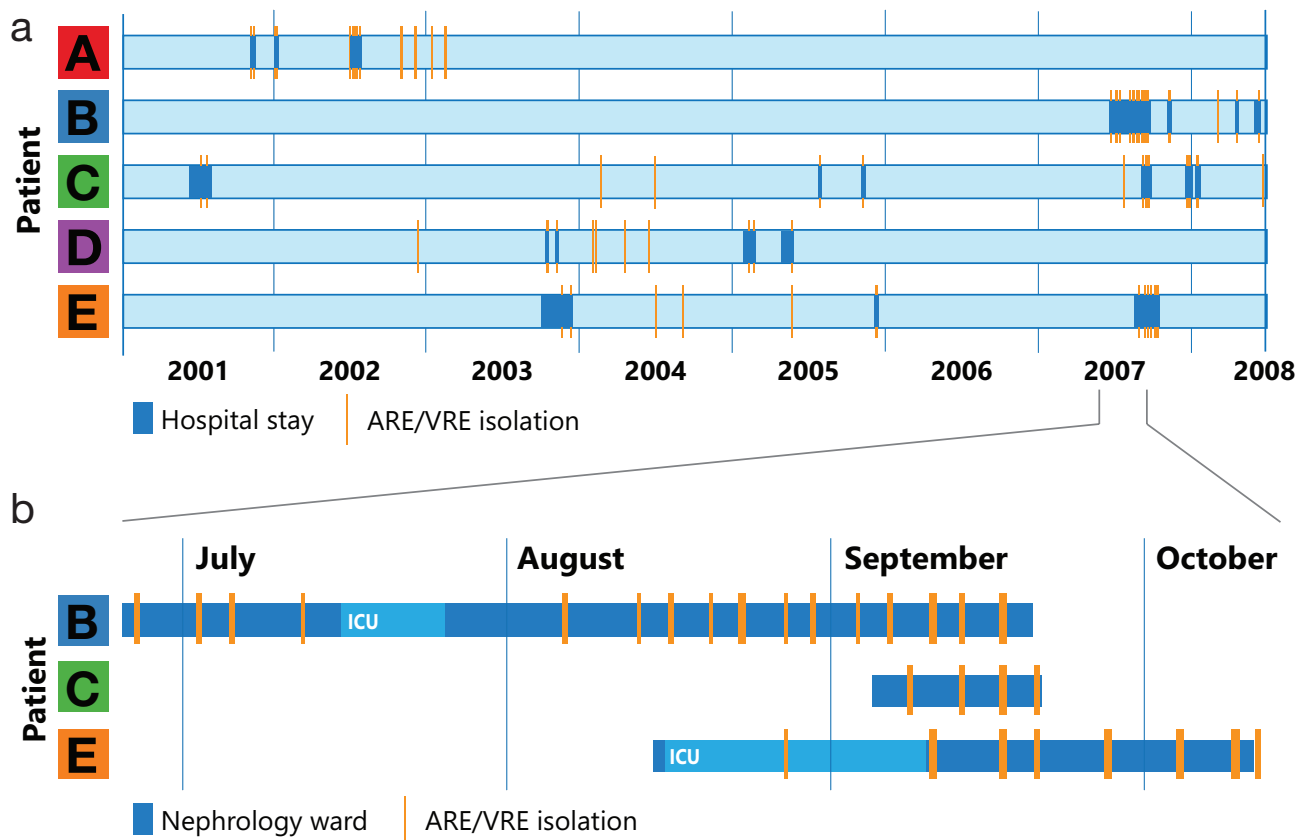 a
Patient
A
B
C
D
E
2001 2002 2003 2004 2005 2006 2007 2008
Hospital stay ARE/VRE isolation
b
July August September October
Patient
B ICU
C
E ICU
Nephrology ward ARE/VRE isolation